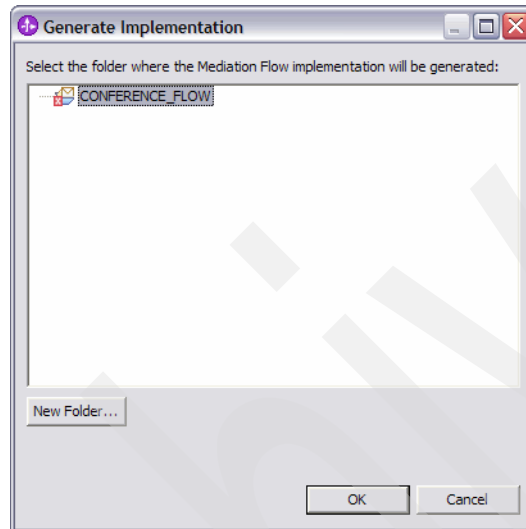 Generate Implementation
Select the folder where the Mediation Flow implementation will be generated:
CONFERENCE_FLOW
New Folder...
OK
Cancel